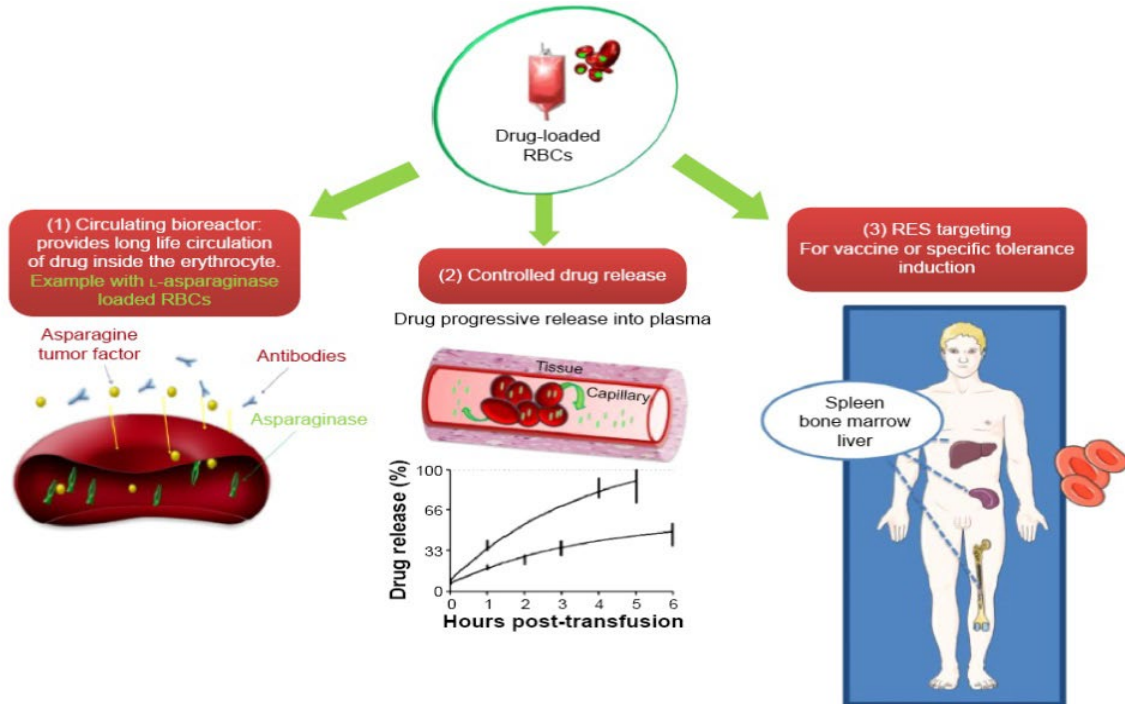 Drug-loaded
RBCs
(1) Circulating bioreactor:
provides long life circulation
of drug inside the erythrocyte.
Example with L-asparaginase
loaded RBCs
Asparagine
tumor factor
Antibodies
Asparaginase
(2) Controlled drug release
Drug progressive release into plasma
Tissue
Capillary
Drug release (%)
100
66
33
0
0 1 2 3 4 5 6
Hours post-transfusion
(3) RES targeting
For vaccine or specific tolerance
induction
Spleen
bone marrow
liver